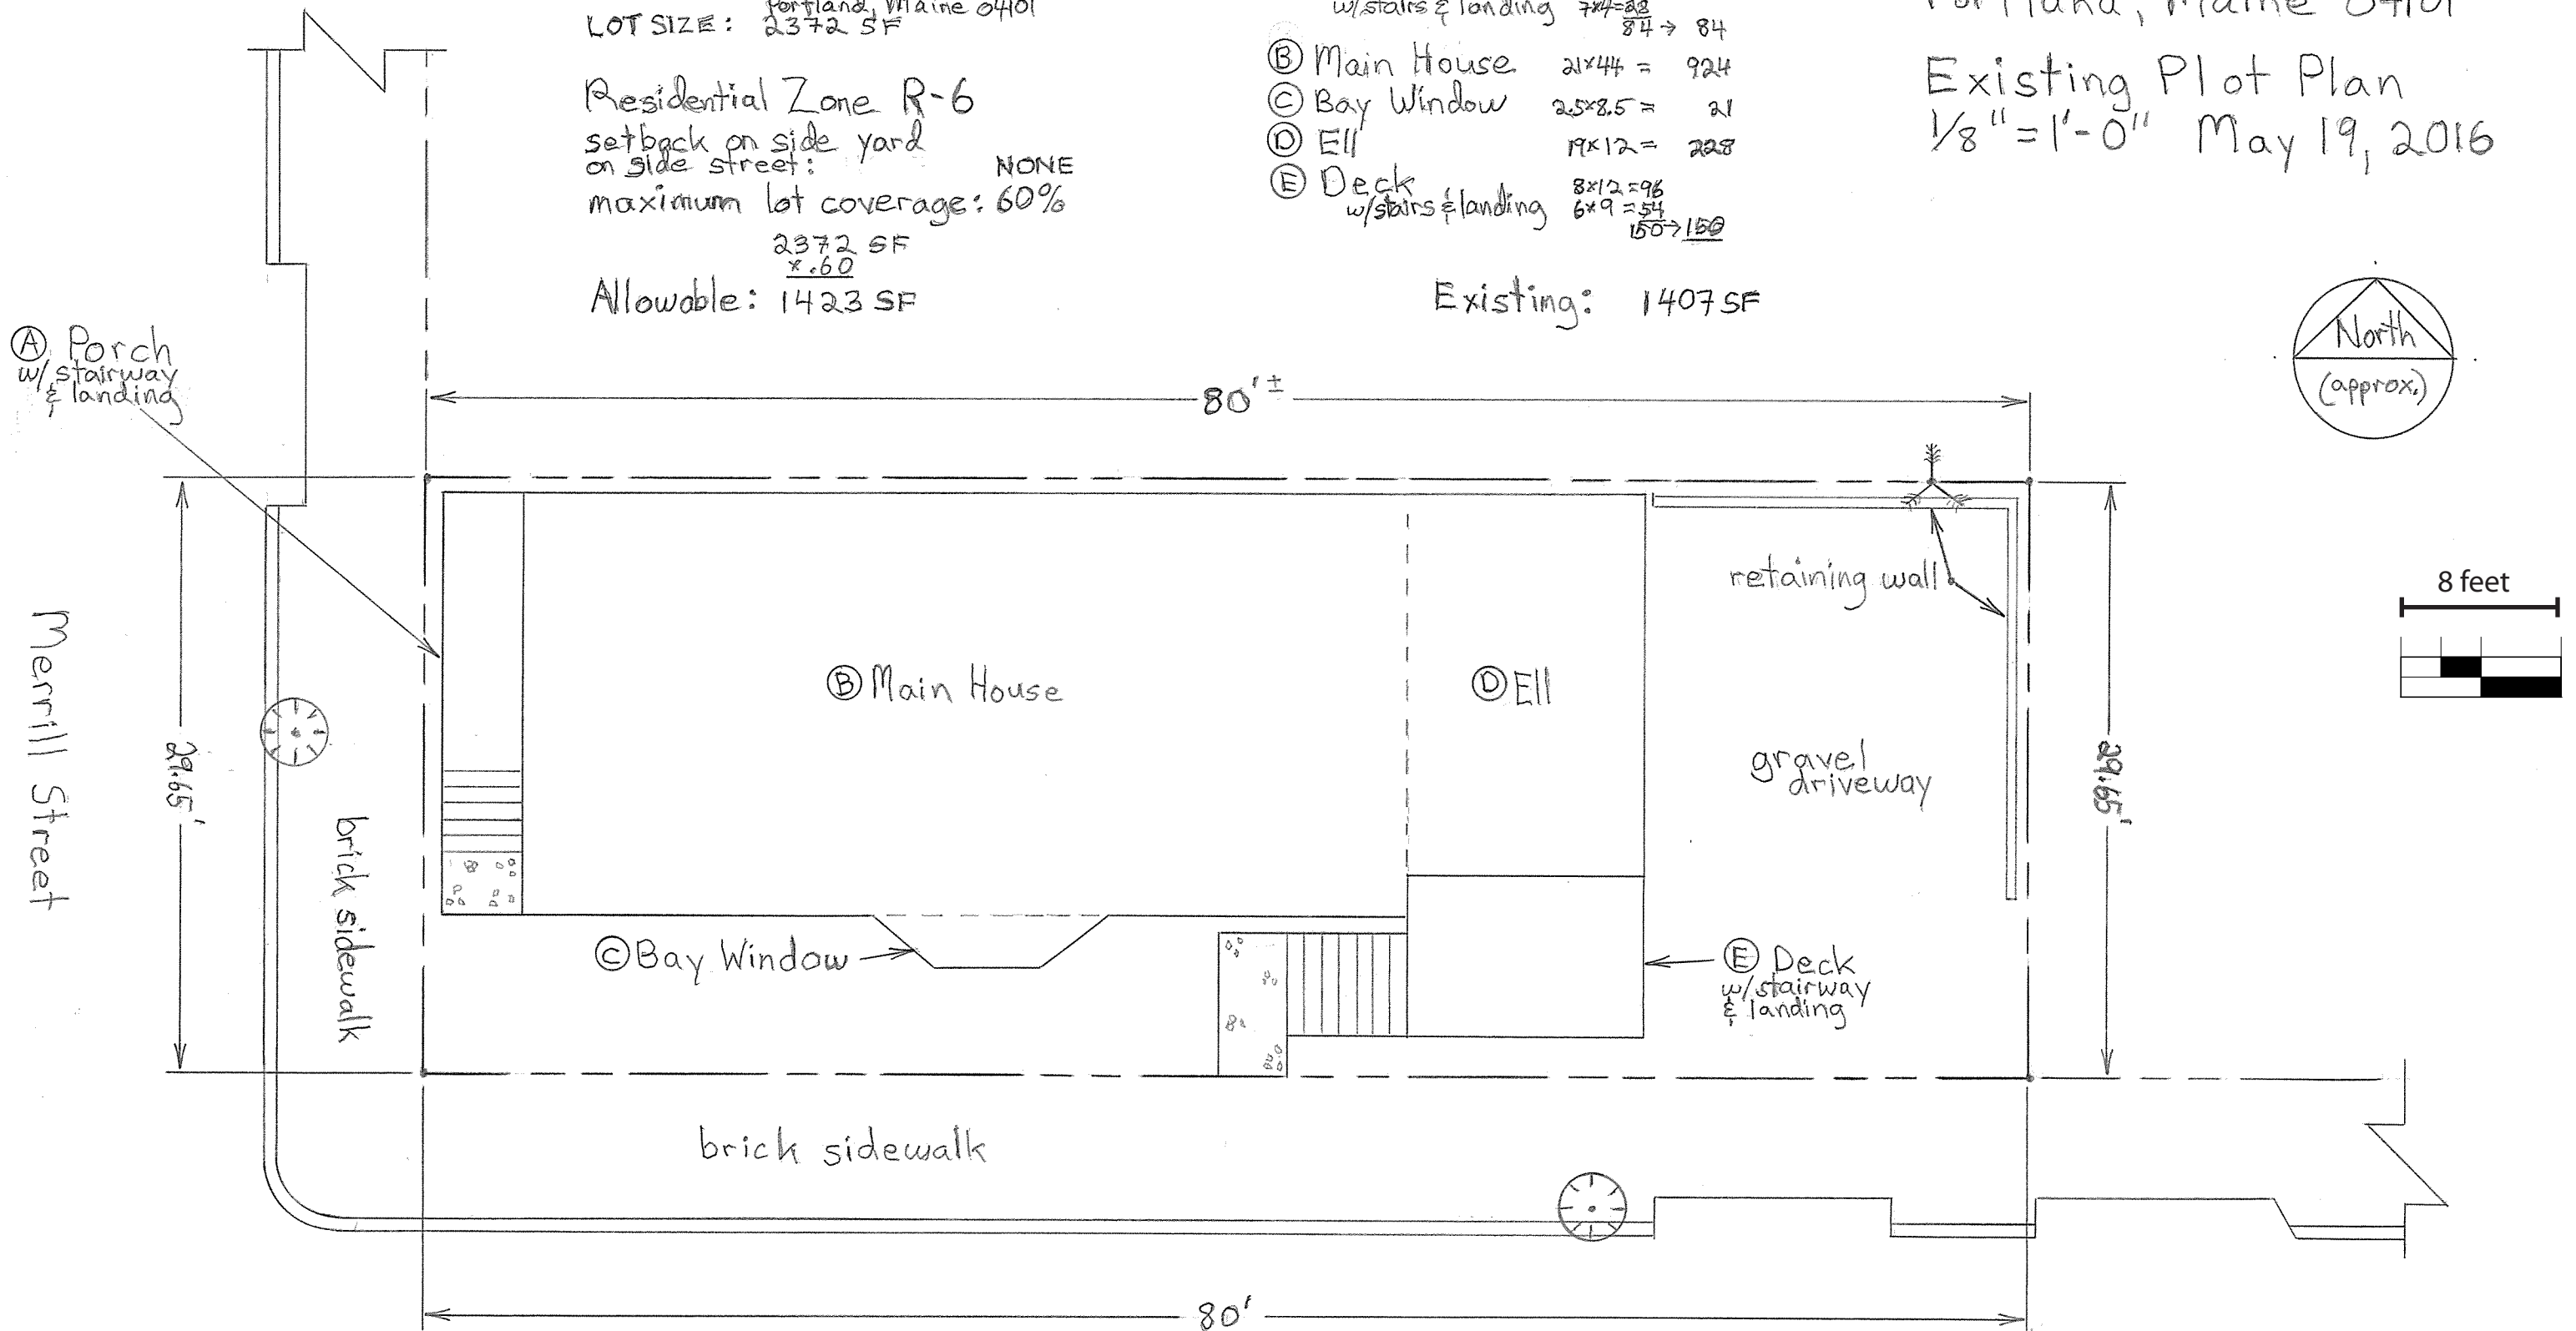 Portland, Maine 04101
LOT SIZE: 2372 SF
Residential Zone R-6
setback on side yard
on side street: NONE
maximum lot coverage: 60%
2372 SF
x .60
Allowable: 1423 SF
w/stairs & landing 7x4=28
84 → 84
Ⓑ Main House 21x44 = 924
Ⓒ Bay Window 2.5x8.5 = 21
Ⓓ Ell 19x12 = 228
Ⓔ Deck 8x12=96
w/stairs & landing 6x9=54
150→150
Existing: 1407 SF
Portland, Maine 04101
Existing Plot Plan
1/8" = 1'-0" May 19, 2016
North
(approx.)
Ⓐ Porch
w/ stairway
& landing
80'±
retaining wall
8 feet
Ⓑ Main House
Ⓓ Ell
gravel
driveway
Merrill Street
29.65'
29.65'
brick sidewalk
Ⓒ Bay Window
Ⓔ Deck
w/ stairway
& landing
brick sidewalk
80'